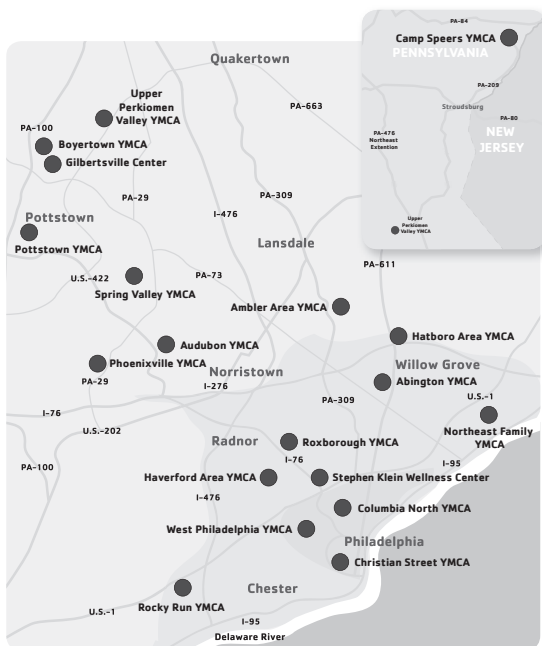 PA-84
Camp Speers YMCA
PENNSYLVANIA
PA-209
Stroudsburg
PA-80
NEW
JERSEY
PA-476
Northeast
Extention
Upper
Perkiomen
Valley YMCA
Quakertown
Upper
Perkiomen
Valley YMCA
PA-663
PA-100
Boyertown YMCA
Gilbertsville Center
PA-29
PA-309
I-476
Pottstown
Pottstown YMCA
Lansdale
PA-611
U.S.-422
PA-73
Spring Valley YMCA
Ambler Area YMCA
Hatboro Area YMCA
Audubon YMCA
Phoenixville YMCA
Norristown
Willow Grove
PA-29
I-276
Abington YMCA
U.S.-1
PA-309
I-76
U.S.-202
Northeast Family
YMCA
Radnor
Roxborough YMCA
I-76
I-95
PA-100
Haverford Area YMCA
Stephen Klein Wellness Center
I-476
Columbia North YMCA
West Philadelphia YMCA
Philadelphia
Christian Street YMCA
Chester
Rocky Run YMCA
U.S.-1
I-95
Delaware River